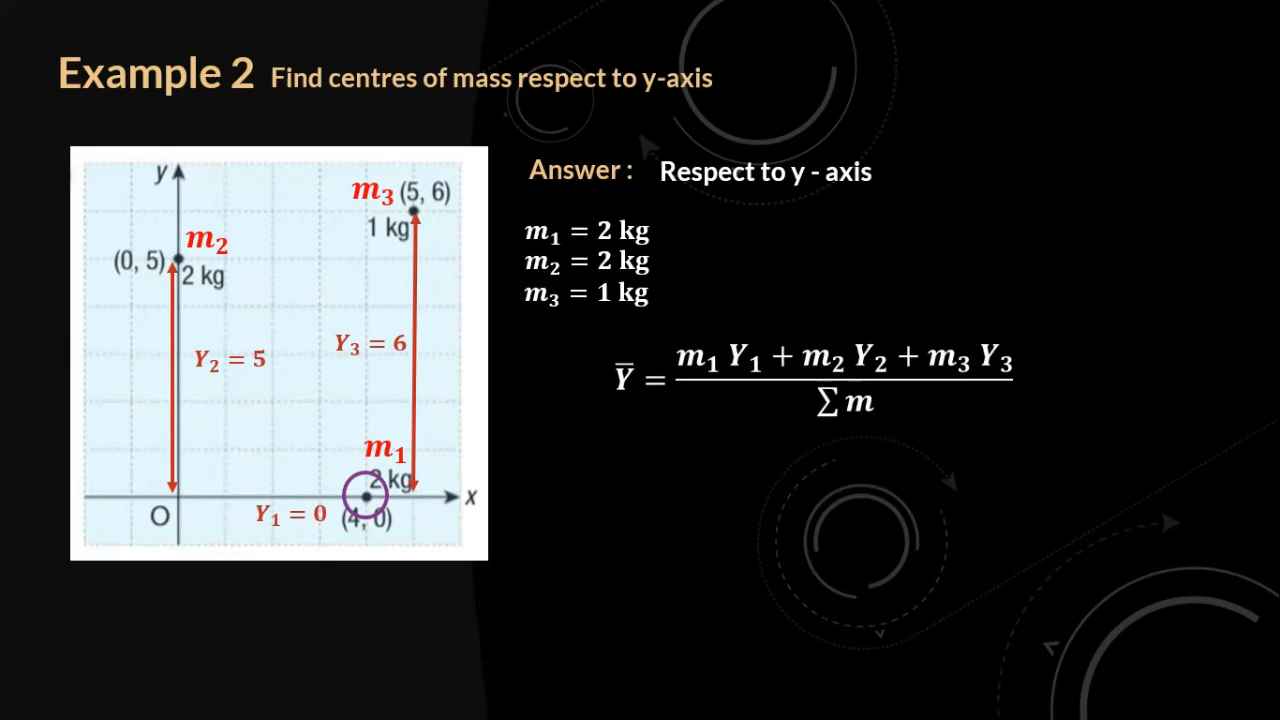 Example 2 Find centres of mass respect to y-axis
y
m₃ (5, 6)
1 kg
m₂
(0, 5)
2 kg
Y₃ = 6
Y₂ = 5
m₁
2 kg
x
O
Y₁ = 0
(4, 0)
Answer : Respect to y - axis
m₁ = 2 kg
m₂ = 2 kg
m₃ = 1 kg
Y̅ = (m₁ Y₁ + m₂ Y₂ + m₃ Y₃) / ∑ m